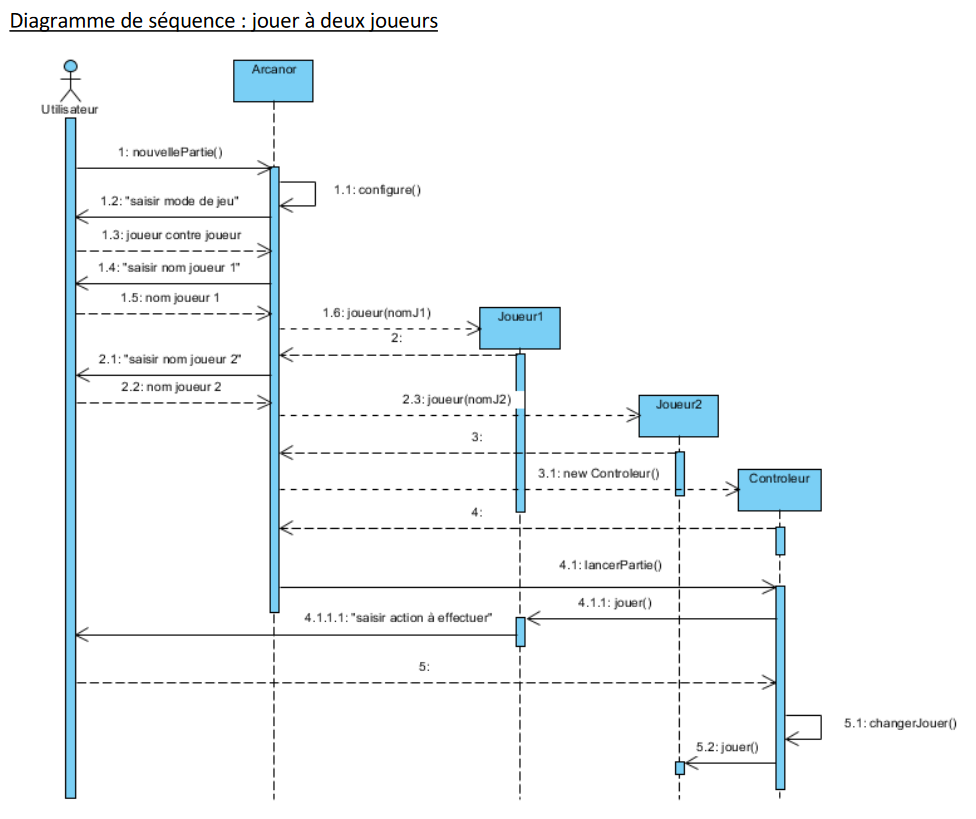 Diagramme de séquence : jouer à deux joueurs
Arcanor
Utilisateur
1: nouvellePartie()
1.1: configure()
1.2: "saisir mode de jeu"
1.3: joueur contre joueur
1.4: "saisir nom joueur 1"
1.5: nom joueur 1
1.6: joueur(nomJ1)
Joueur1
2:
2.1: "saisir nom joueur 2"
2.2: nom joueur 2
2.3: joueur(nomJ2)
Joueur2
3:
3.1: new Controleur()
Controleur
4:
4.1: lancerPartie()
4.1.1: jouer()
4.1.1.1: "saisir action à effectuer"
5:
5.1: changerJouer()
5.2: jouer()